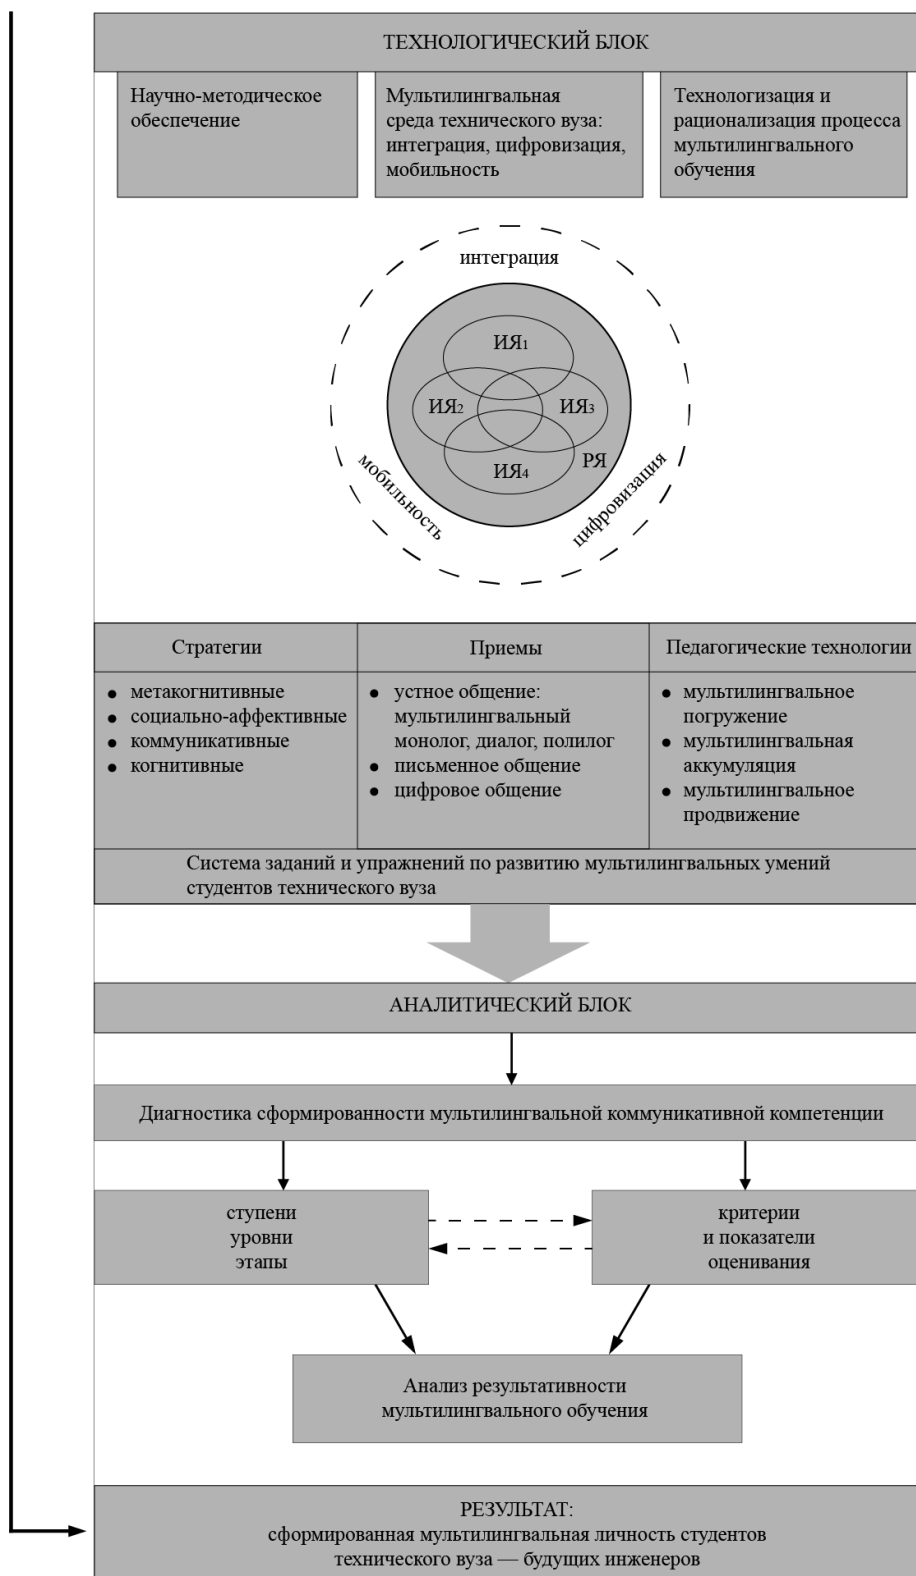 ТЕХНОЛОГИЧЕСКИЙ БЛОК
Научно-методическое
обеспечение
Мультилингвальная
среда технического вуза:
интеграция, цифровизация,
мобильность
Технологизация и
рационализация процесса
мультилингвального
обучения
интеграция
ИЯ1
ИЯ2
ИЯ3
ИЯ4
РЯ
мобильность
цифровизация
Стратегии
● метакогнитивные
● социально-аффективные
● коммуникативные
● когнитивные
Приемы
● устное общение:
мультилингвальный
монолог, диалог, полилог
● письменное общение
● цифровое общение
Педагогические технологии
● мультилингвальное
погружение
● мультилингвальная
аккумуляция
● мультилингвальное
продвижение
Система заданий и упражнений по развитию мультилингвальных умений
студентов технического вуза
АНАЛИТИЧЕСКИЙ БЛОК
Диагностика сформированности мультилингвальной коммуникативной компетенции
ступени
уровни
этапы
критерии
и показатели
оценивания
Анализ результативности
мультилингвального обучения
РЕЗУЛЬТАТ:
сформированная мультилингвальная личность студентов
технического вуза — будущих инженеров